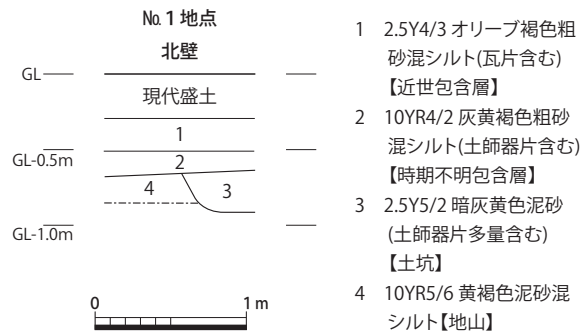 No. 1 地点
北壁
GL
現代盛土
1
GL-0.5m
2
4
3
GL-1.0m
0
1 m
1 2.5Y4/3 オリーブ褐色粗
砂混シルト(瓦片含む)
【近世包含層】
2 10YR4/2 灰黄褐色粗砂
混シルト(土師器片含む)
【時期不明包含層】
3 2.5Y5/2 暗灰黄色泥砂
(土師器片多量含む)
【土坑】
4 10YR5/6 黄褐色泥砂混
シルト【地山】